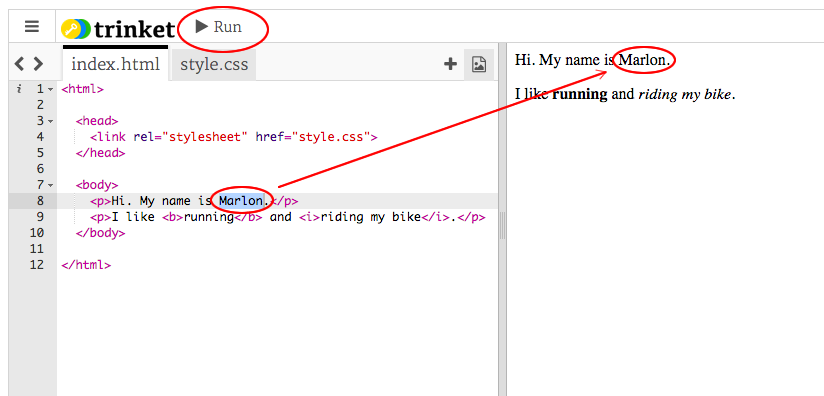 trinket Run
index.html style.css
i 1 <html>
2
3 <head>
4 <link rel="stylesheet" href="style.css">
5 </head>
6
7 <body>
8 <p>Hi. My name is Marlon.</p>
9 <p>I like <b>running</b> and <i>riding my bike</i>.</p>
10 </body>
11
12 </html>
Hi. My name is Marlon.
I like running and riding my bike.